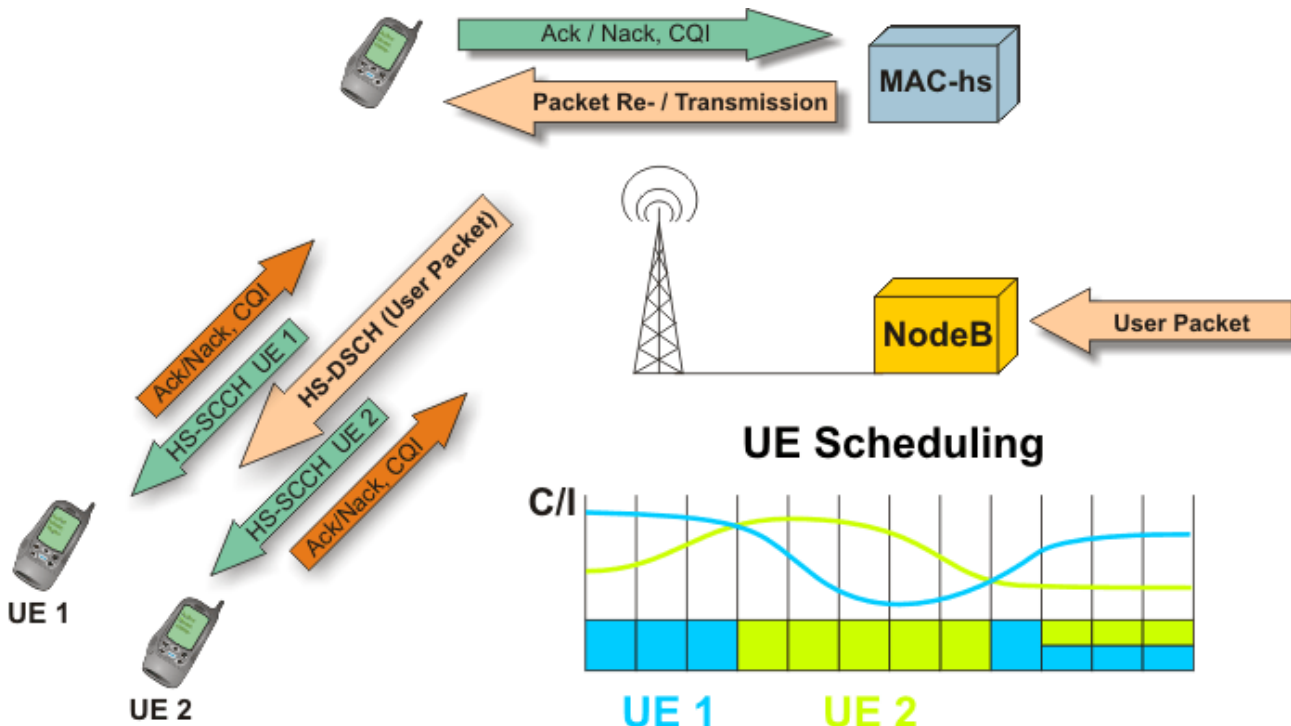 Ack / Nack, CQI
MAC-hs
Packet Re- / Transmission
HS-DSCH (User Packet)
Ack/Nack, CQI
HS-SCCH UE 1
HS-SCCH UE 2
Ack/Nack, CQI
NodeB
User Packet
UE Scheduling
C/I
UE 1
UE 2
UE 1
UE 2